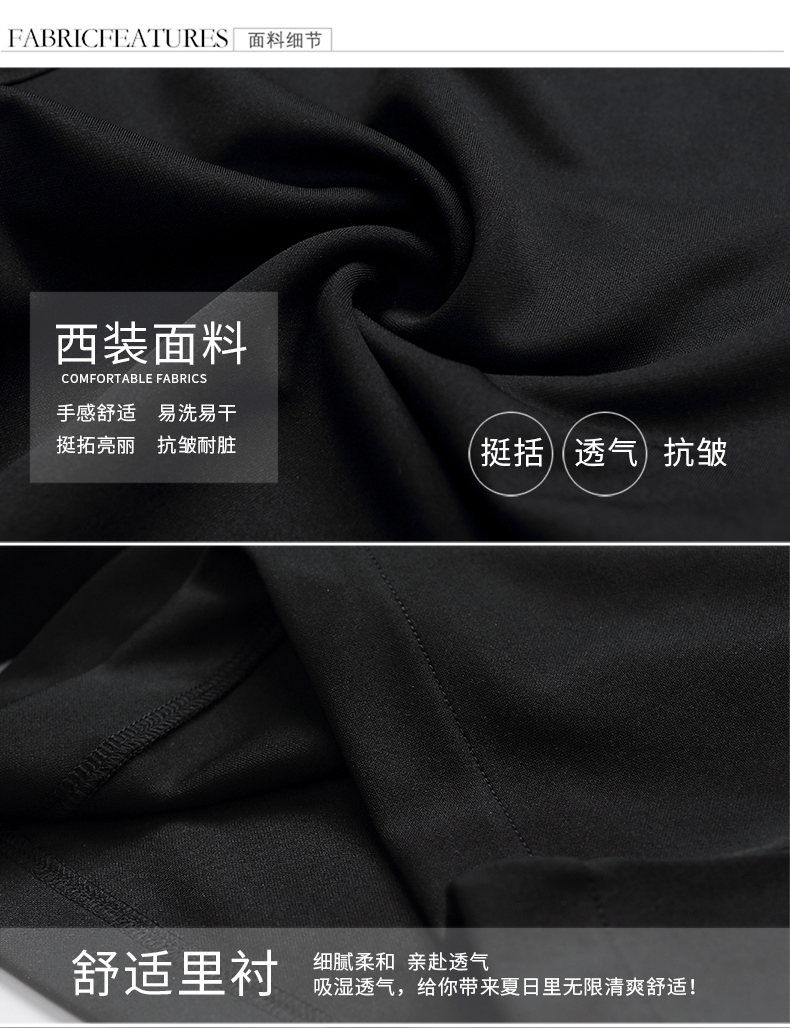 FABRICFEATURES 面料细节
西装面料
COMFORTABLE FABRICS
手感舒适 易洗易干
挺拓亮丽 抗皱耐脏
挺括 透气 抗皱
舒适里衬
细腻柔和 亲赴透气
吸湿透气，给你带来夏日里无限清爽舒适！